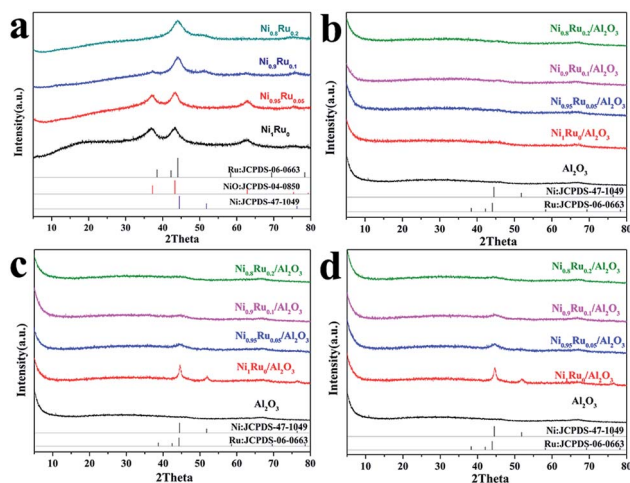 a
Ni0.8Ru0.2
Ni0.9Ru0.1
Ni0.95Ru0.05
Ni1Ru0
Ru:JCPDS-06-0663
NiO:JCPDS-04-0850
Ni:JCPDS-47-1049
10 20 30 40 50 60 70 80
2Theta
Intensity(a.u.)
b
Ni0.8Ru0.2/Al2O3
Ni0.9Ru0.1/Al2O3
Ni0.95Ru0.05/Al2O3
Ni1Ru0/Al2O3
Al2O3
Ni:JCPDS-47-1049
Ru:JCPDS-06-0663
10 20 30 40 50 60 70 80
2Theta
Intensity(a.u.)
c
Ni0.8Ru0.2/Al2O3
Ni0.9Ru0.1/Al2O3
Ni0.95Ru0.05/Al2O3
Ni1Ru0/Al2O3
Al2O3
Ni:JCPDS-47-1049
Ru:JCPDS-06-0663
10 20 30 40 50 60 70 80
2Theta
Intensity(a.u.)
d
Ni0.8Ru0.2/Al2O3
Ni0.9Ru0.1/Al2O3
Ni0.95Ru0.05/Al2O3
Ni1Ru0/Al2O3
Al2O3
Ni:JCPDS-47-1049
Ru:JCPDS-06-0663
10 20 30 40 50 60 70 80
2Theta
Intensity(a.u.)